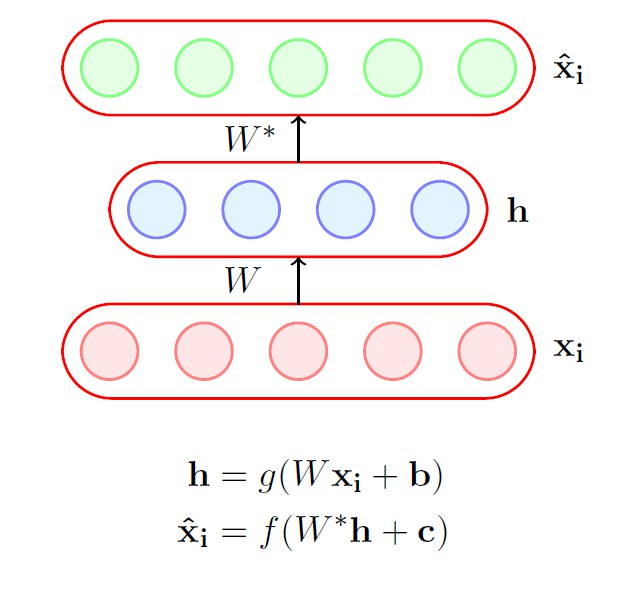 x̂ᵢ
W*
h
W
xᵢ
h = g(Wxᵢ + b)
x̂ᵢ = f(W*h + c)